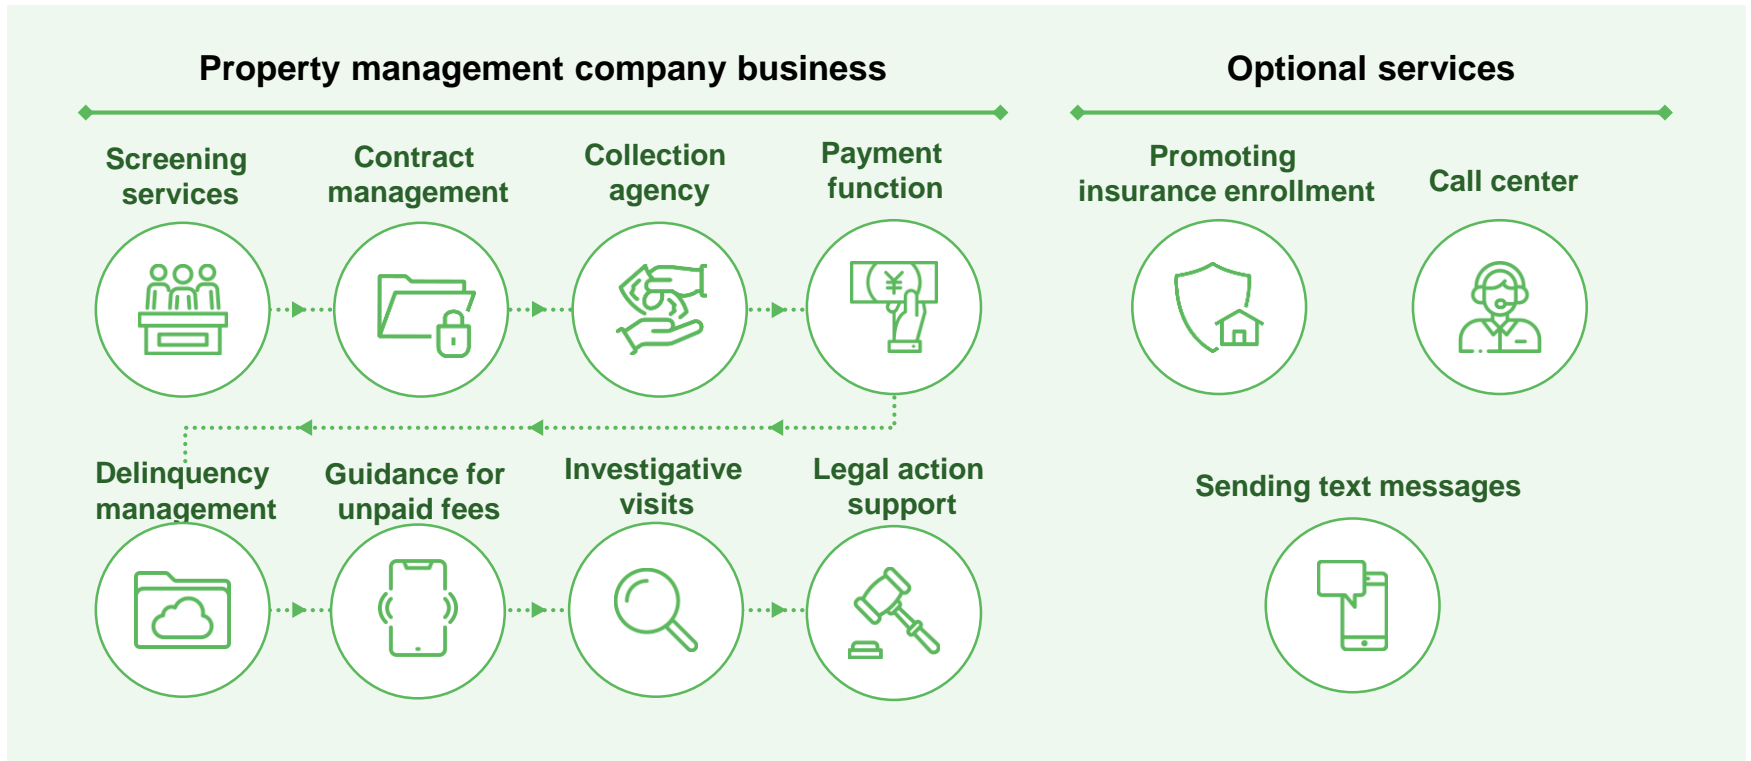 Property management company business
Optional services
Screening
services
Contract
management
Collection
agency
Payment
function
Promoting
insurance enrollment
Call center
¥
Delinquency
management
Guidance for
unpaid fees
Investigative
visits
Legal action
support
Sending text messages